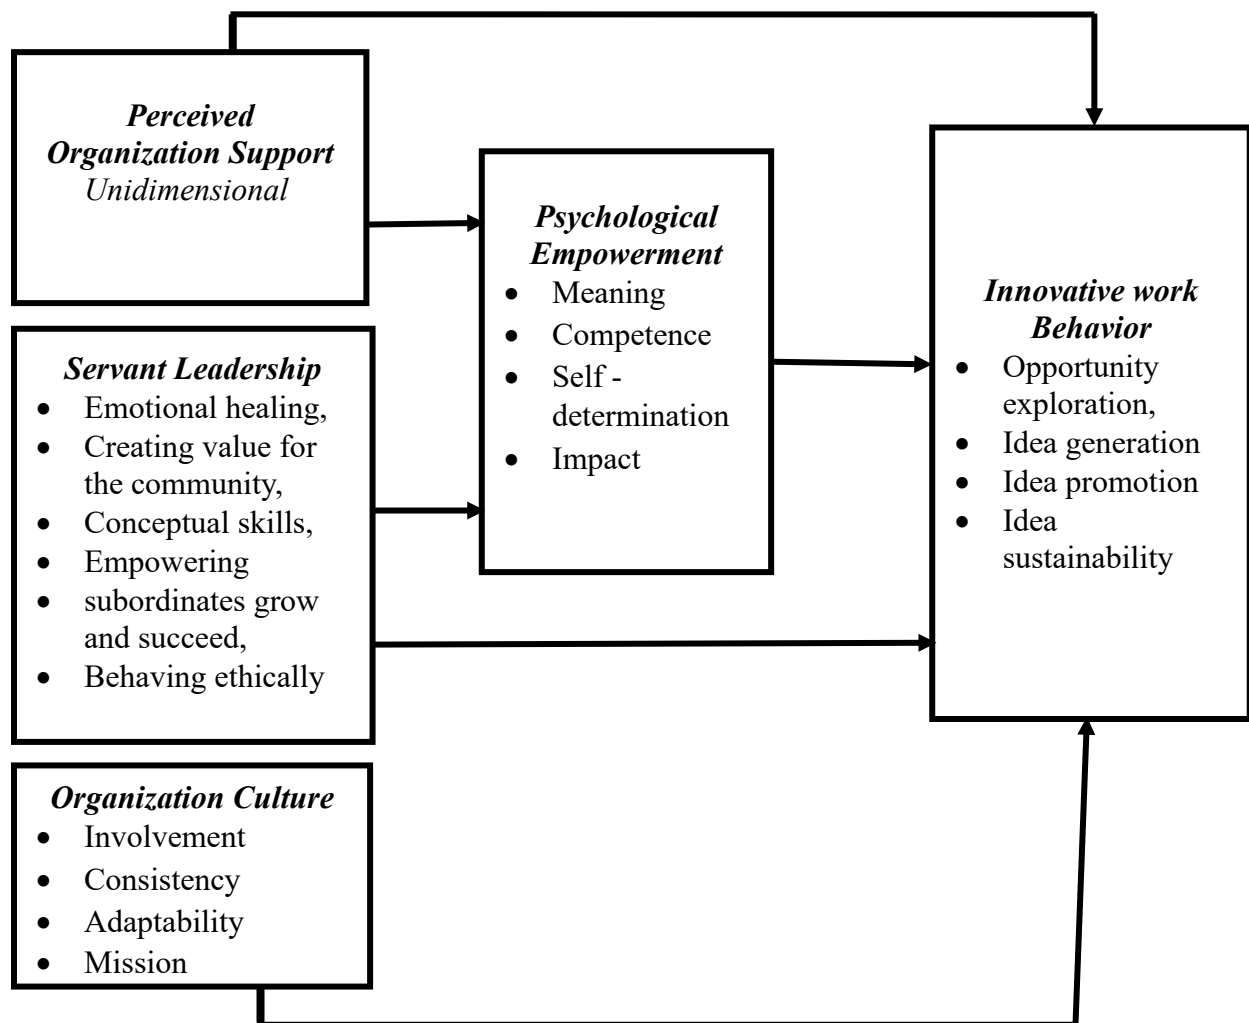 Perceived
Organization Support
Unidimensional
Servant Leadership
• Emotional healing,
• Creating value for
the community,
• Conceptual skills,
• Empowering
• subordinates grow
and succeed,
• Behaving ethically
Organization Culture
• Involvement
• Consistency
• Adaptability
• Mission
Psychological
Empowerment
• Meaning
• Competence
• Self -
determination
• Impact
Innovative work
Behavior
• Opportunity
exploration,
• Idea generation
• Idea promotion
• Idea
sustainability